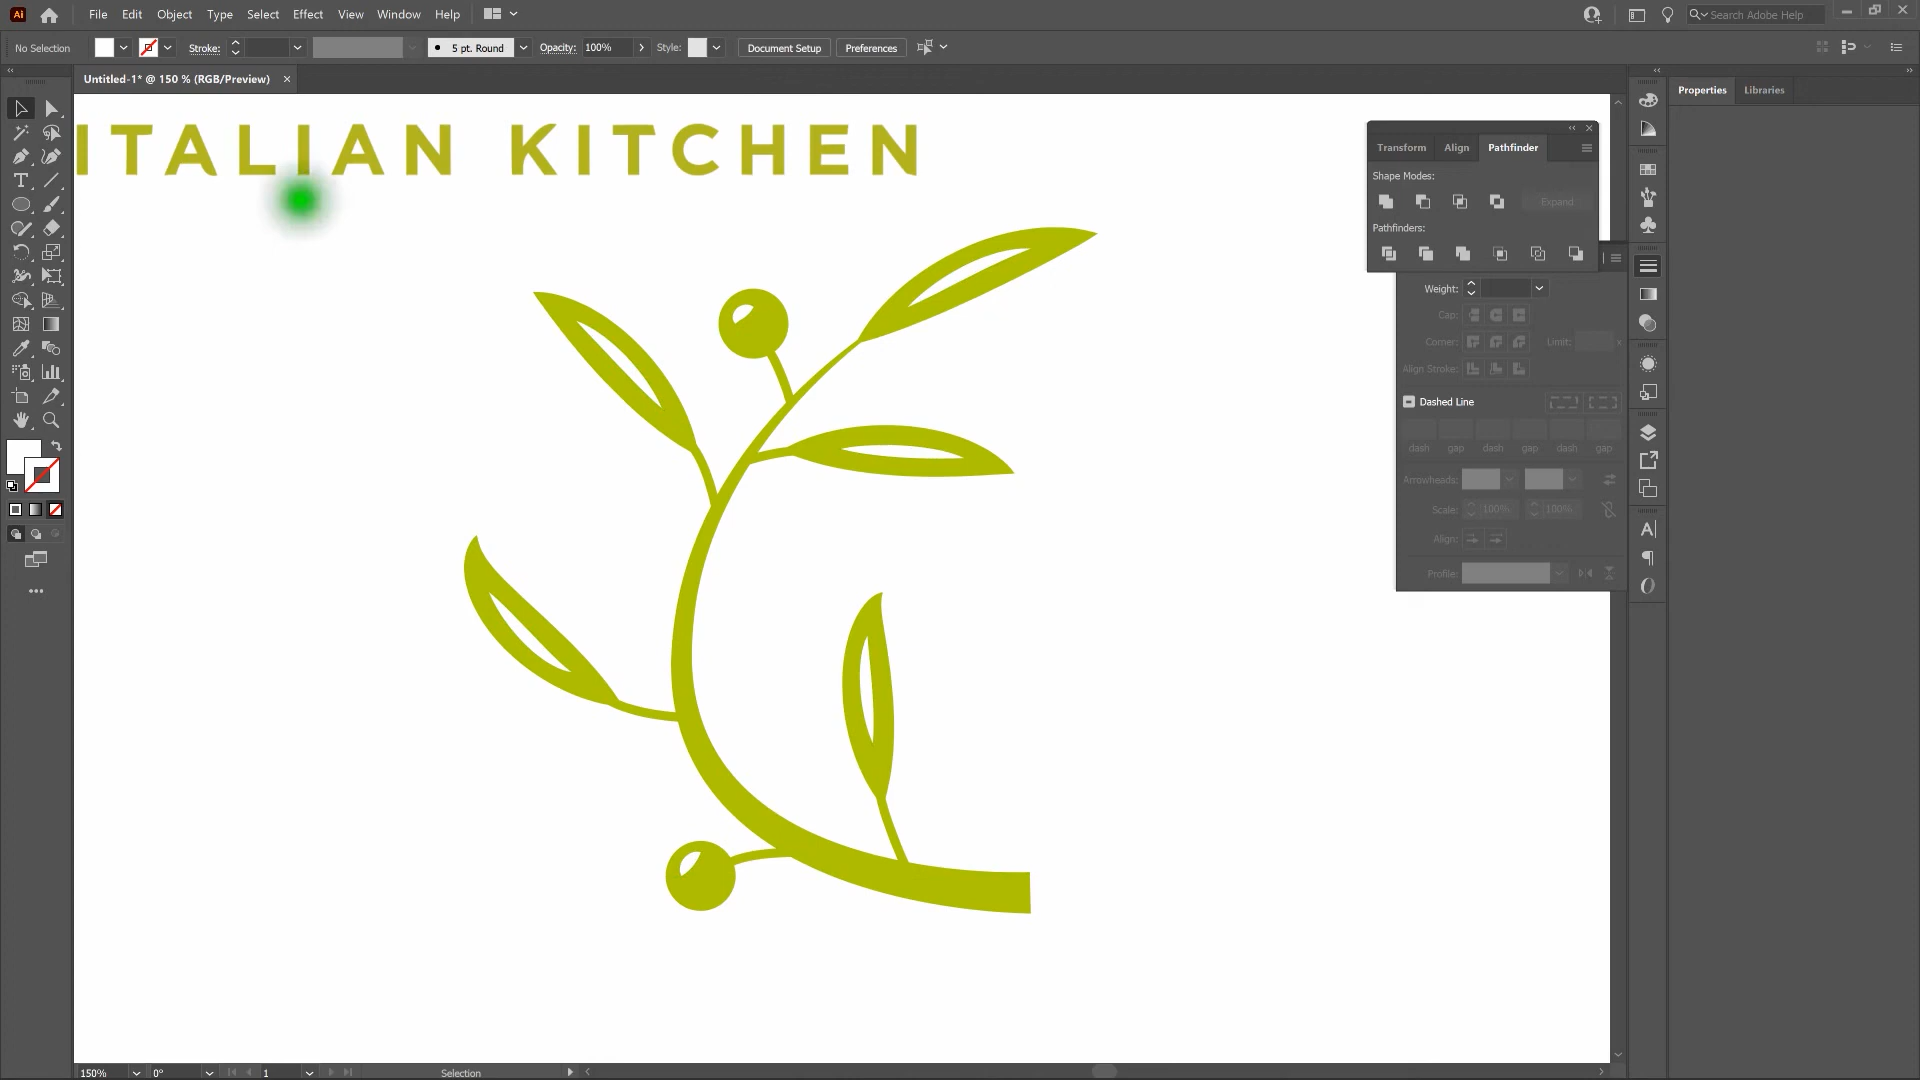 Ai File Edit Object Type Select Effect View Window Help Search Adobe Help
No Selection Stroke: 5 pt. Round Opacity: 100% Style: Document Setup Preferences
Untitled-1* @ 150 % (RGB/Preview)
Properties Libraries
ITALIAN KITCHEN
Transform Align Pathfinder
Shape Modes:
Expand
Pathfinders:
Weight:
Cap:
Corner: Limit: x
Align Stroke:
Dashed Line
dash gap dash gap dash gap
Arrowheads:
Scale: 100% 100%
Align:
Profile:
150% 0° 1 Selection